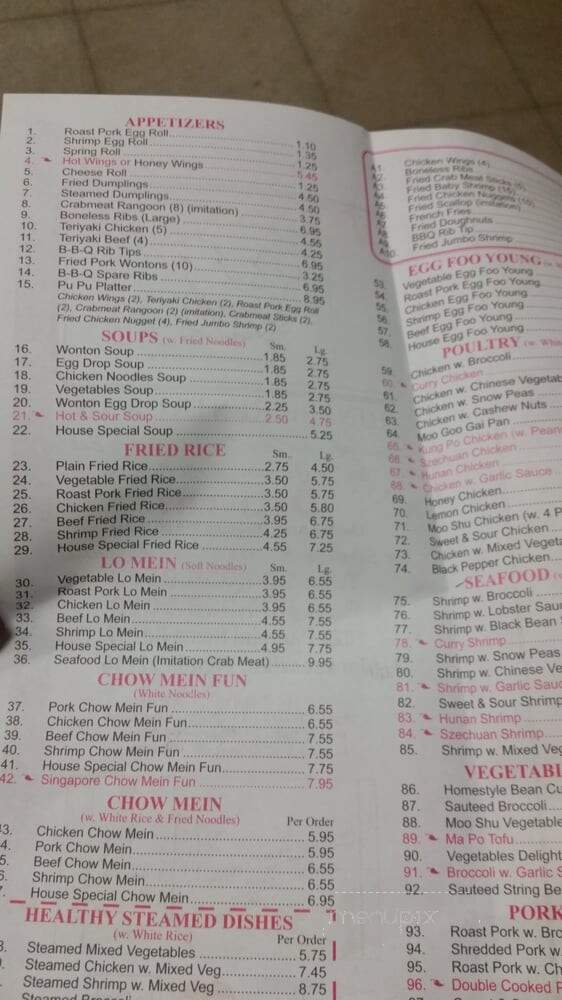 APPETIZERS
1. Roast Pork Egg Roll 1.10
2. Shrimp Egg Roll 1.35
3. Spring Roll 1.25
4. Hot Wings or Honey Wings 5.45
5. Cheese Roll 1.25
6. Fried Dumplings 4.50
7. Steamed Dumplings 4.50
8. Crabmeat Rangoon (8) (imitation) 3.75
9. Boneless Ribs (Large) 6.95
10. Teriyaki Chicken (5) 4.55
11. Teriyaki Beef (4) 4.25
12. B-B-Q Rib Tips 6.95
13. Fried Pork Wontons (10) 3.25
14. B-B-Q Spare Ribs 6.95
15. Pu Pu Platter 8.95
Chicken Wings (2), Teriyaki Chicken (2), Roast Pork Egg Roll
(2), Crabmeat Rangoon (2) (imitation), Crabmeat Sticks (2),
Fried Chicken Nugget (4), Fried Jumbo Shrimp (2)
SOUPS (w. Fried Noodles) Sm. Lg.
16. Wonton Soup 1.85 2.75
17. Egg Drop Soup 1.85 2.75
18. Chicken Noodles Soup 1.85 2.75
19. Vegetables Soup 1.85 2.75
20. Wonton Egg Drop Soup 2.25 3.50
21. Hot & Sour Soup 2.50 4.75
22. House Special Soup 5.25
FRIED RICE Sm. Lg.
23. Plain Fried Rice 2.75 4.50
24. Vegetable Fried Rice 3.50 5.75
25. Roast Pork Fried Rice 3.50 5.75
26. Chicken Fried Rice 3.50 5.80
27. Beef Fried Rice 3.95 6.75
28. Shrimp Fried Rice 4.25 6.75
29. House Special Fried Rice 4.55 7.25
LO MEIN (Soft Noodles) Sm. Lg.
30. Vegetable Lo Mein 3.95 6.55
31. Roast Pork Lo Mein 3.95 6.55
32. Chicken Lo Mein 3.95 6.55
33. Beef Lo Mein 4.55 7.55
34. Shrimp Lo Mein 4.55 7.55
35. House Special Lo Mein 4.95 7.75
36. Seafood Lo Mein (Imitation Crab Meat) 9.95
CHOW MEIN FUN
(White Noodles)
37. Pork Chow Mein Fun 6.55
38. Chicken Chow Mein Fun 6.55
39. Beef Chow Mein Fun 7.55
40. Shrimp Chow Mein Fun 7.55
41. House Special Chow Mein Fun 7.75
42. Singapore Chow Mein Fun 7.95
CHOW MEIN
(w. White Rice & Fried Noodles) Per Order
43. Chicken Chow Mein 5.95
4. Pork Chow Mein 5.95
5. Beef Chow Mein 6.55
6. Shrimp Chow Mein 6.55
7. House Special Chow Mein 6.95
HEALTHY STEAMED DISHES
(w. White Rice) Per Order
Steamed Mixed Vegetables 5.75
Steamed Chicken w. Mixed Veg 7.45
Steamed Shrimp w. Mixed Veg 8.75
Steamed Broccoli
A1. Chicken Wings (4)
A2. Boneless Ribs
A3. Fried Crab Meat Sticks (5)
A4. Fried Baby Shrimp (15)
A5. Fried Chicken Nuggets (10)
A6. Fried Scallop (imitation)
A7. French Fries
A8. Fried Doughnuts
A9. BBQ Rib Tip
A10. Fried Jumbo Shrimp
EGG FOO YOUNG
53. Vegetable Egg Foo Young
54. Roast Pork Egg Foo Young
55. Chicken Egg Foo Young
56. Shrimp Egg Foo Young
57. Beef Egg Foo Young
58. House Egg Foo Young
POULTRY (w. Whi
59. Chicken w. Broccoli
60. Curry Chicken
61. Chicken w. Chinese Vegetab
62. Chicken w. Snow Peas
63. Chicken w. Cashew Nuts
64. Moo Goo Gai Pan
65. Kung Po Chicken (w. Pean
66. Szechuan Chicken
67. Hunan Chicken
68. Chicken w. Garlic Sauce
69. Honey Chicken
70. Lemon Chicken
71. Moo Shu Chicken (w. 4 P
72. Sweet & Sour Chicken
73. Chicken w. Mixed Vegeta
74. Black Pepper Chicken
SEAFOOD (w
75. Shrimp w. Broccoli
76. Shrimp w. Lobster Sau
77. Shrimp w. Black Bean
78. Curry Shrimp
79. Shrimp w. Snow Peas
80. Shrimp w. Chinese Ve
81. Shrimp w. Garlic Sauc
82. Sweet & Sour Shrimp
83. Hunan Shrimp
84. Szechuan Shrimp
85. Shrimp w. Mixed Veg
VEGETABL
86. Homestyle Bean Cu
87. Sauteed Broccoli
88. Moo Shu Vegetable
89. Ma Po Tofu
90. Vegetables Delight
91. Broccoli w. Garlic S
92. Sauteed String Be
menupix
PORK
93. Roast Pork w. Bro
94. Shredded Pork w.
95. Roast Pork w. Ch
96. Double Cooked P